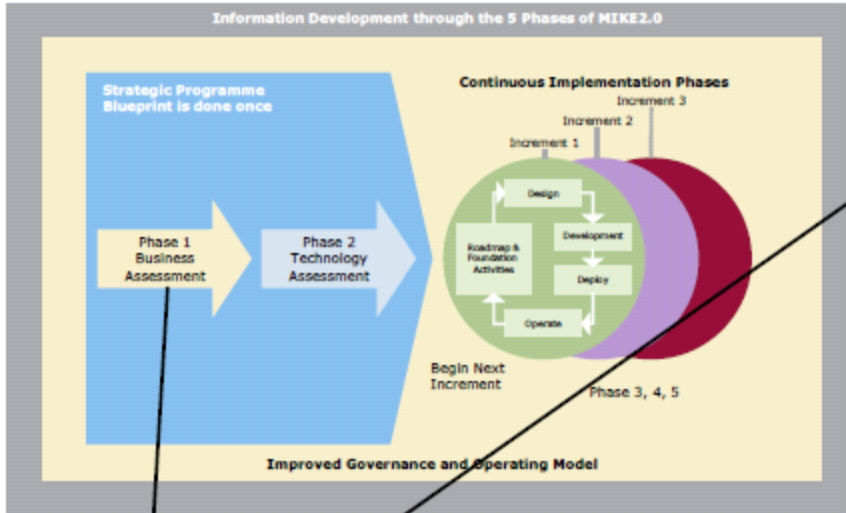 Information Development through the 5 Phases of MIKE2.0
Strategic Programme
Blueprint is done once
Continuous Implementation Phases
Increment 3
Increment 2
Increment 1
Phase 1
Business
Assessment
Phase 2
Technology
Assessment
Design
Development
Roadmap &
Foundation
Activities
Deploy
Operate
Begin Next
Increment
Phase 3, 4, 5
Improved Governance and Operating Model